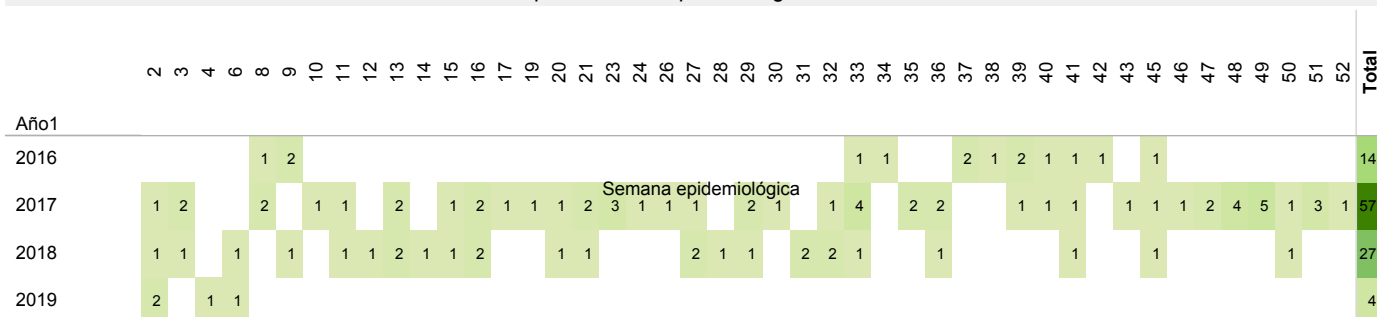 2 3 4 6 8 9 10 11 12 13 14 15 16 17 19 20 21 23 24 26 27 28 29 30 31 32 33 34 35 36 37 38 39 40 41 42 43 45 46 47 48 49 50 51 52 Total
Año1
2016 1 2 1 1 2 1 2 1 1 1 1 14
Semana epidemiológica
2017 1 2 2 1 1 2 1 2 1 1 1 2 3 1 1 1 2 1 1 4 2 2 1 1 1 1 1 1 2 4 5 1 3 1 57
2018 1 1 1 1 1 1 2 1 1 2 1 1 2 1 1 2 2 1 1 1 1 1 27
2019 2 1 1 4